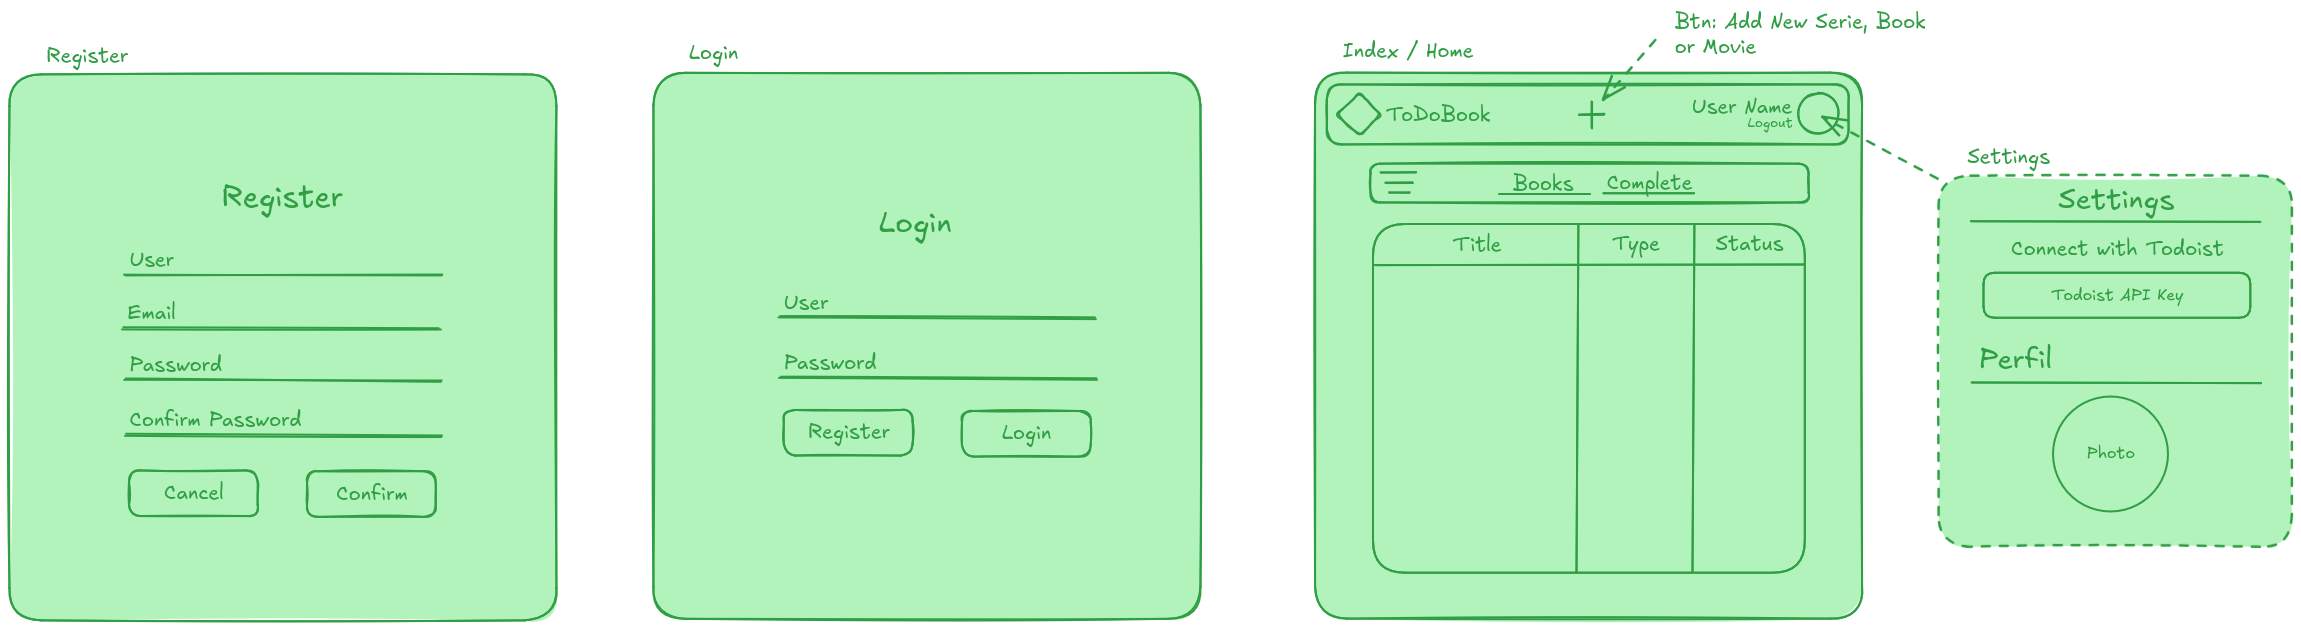 Register
Register
User
Email
Password
Confirm Password
Cancel
Confirm
Login
Login
User
Password
Register
Login
Btn: Add New Serie, Book
or Movie
Index / Home
ToDoBook
User Name
Logout
Books
Complete
Title
Type
Status
Settings
Settings
Connect with Todoist
Todoist API Key
Perfil
Photo